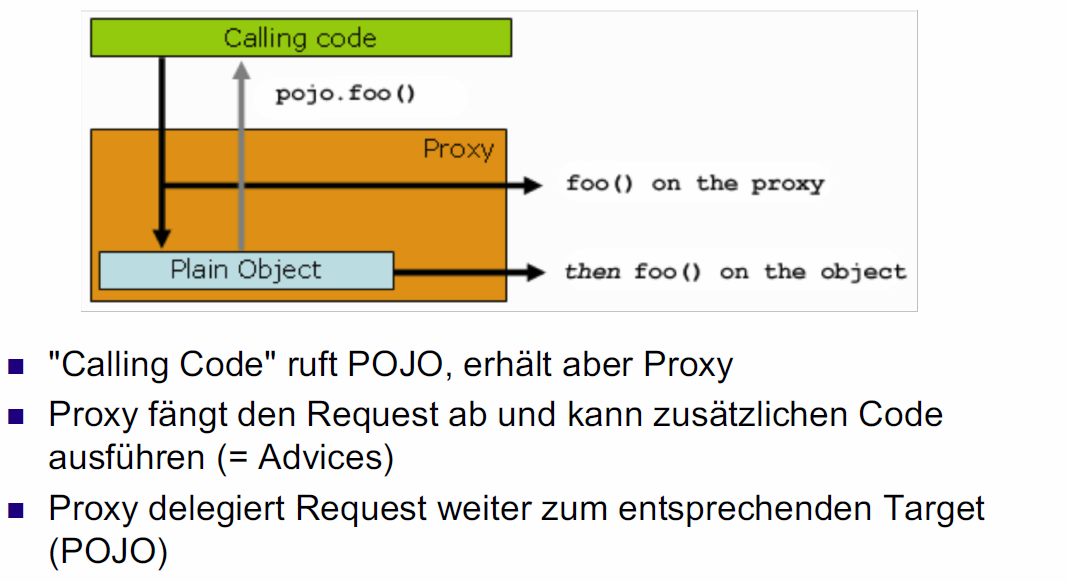 Calling code
pojo.foo()
Proxy
foo() on the proxy
Plain Object
then foo() on the object
"Calling Code" ruft POJO, erhält aber Proxy
Proxy fängt den Request ab und kann zusätzlichen Code
ausführen (= Advices)
Proxy delegiert Request weiter zum entsprechenden Target
(POJO)